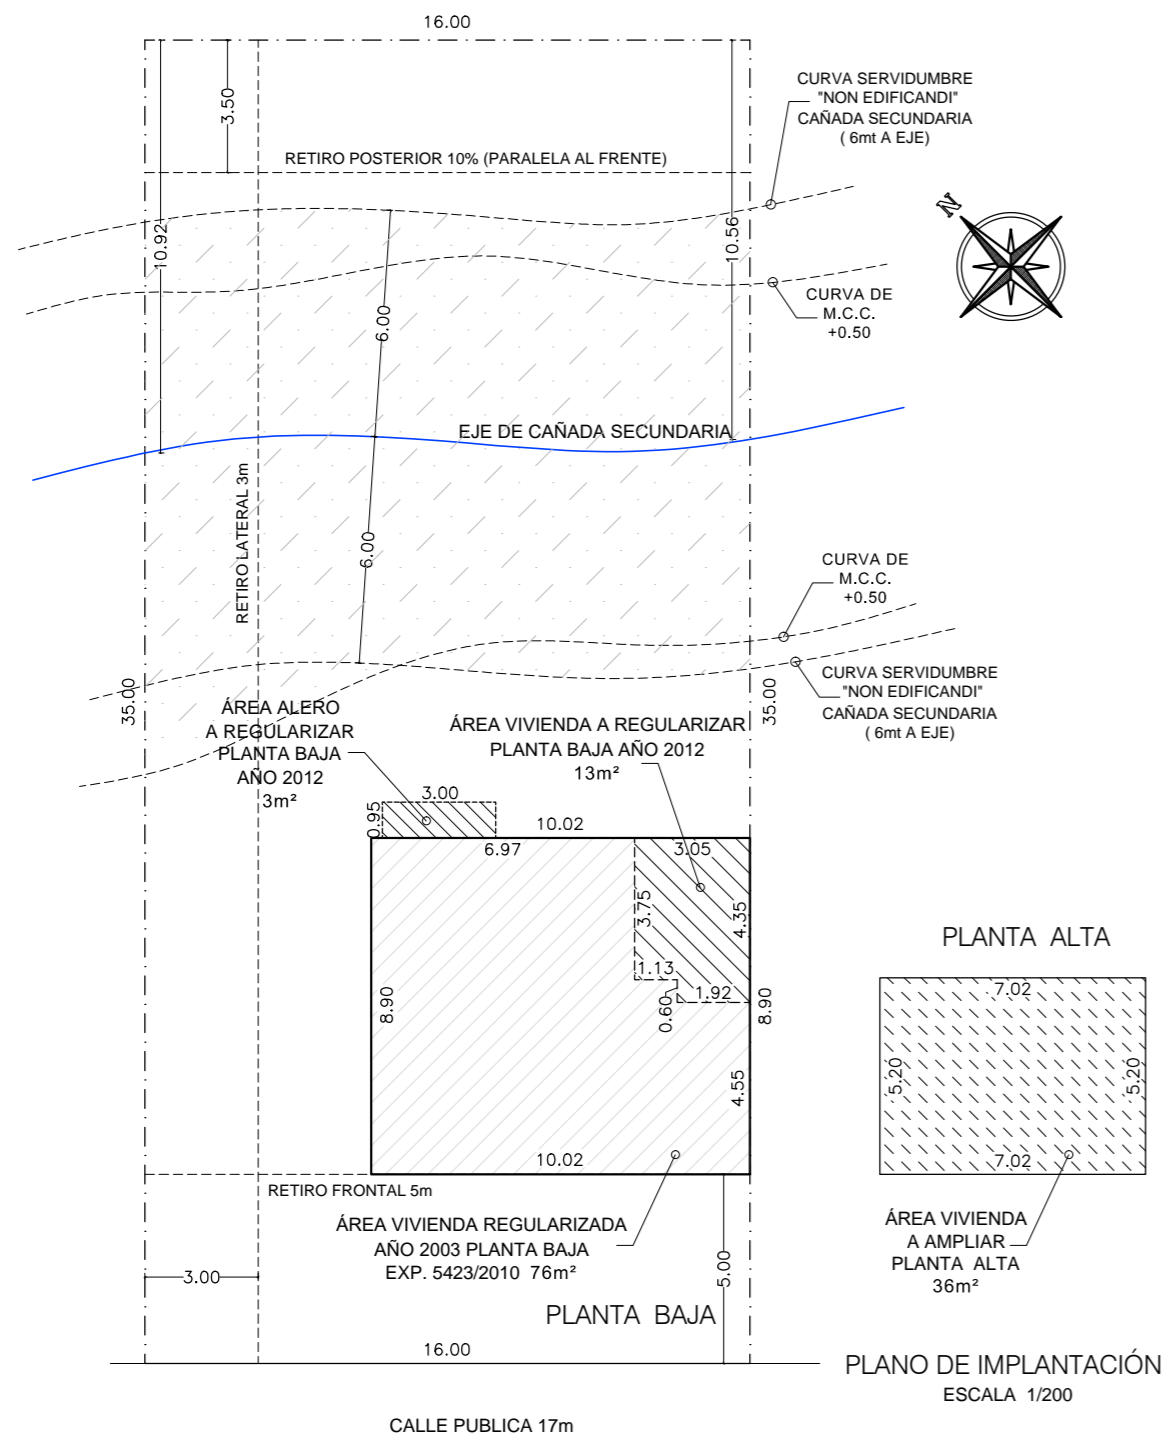 16.00
3.50
CURVA SERVIDUMBRE
"NON EDIFICANDI"
CAÑADA SECUNDARIA
( 6mt A EJE)
RETIRO POSTERIOR 10% (PARALELA AL FRENTE)
N
10.92
10.56
6.00
CURVA DE
M.C.C.
+0.50
EJE DE CAÑADA SECUNDARIA
RETIRO LATERAL 3m
6.00
CURVA DE
M.C.C.
+0.50
CURVA SERVIDUMBRE
"NON EDIFICANDI"
CAÑADA SECUNDARIA
( 6mt A EJE)
35.00
35.00
ÁREA ALERO
A REGULARIZAR
PLANTA BAJA
AÑO 2012
3m²
ÁREA VIVIENDA A REGULARIZAR
PLANTA BAJA AÑO 2012
13m²
3.00
0.95
10.02
6.97
3.05
3.75
4.35
1.13
1.92
0.60
8.90
8.90
4.55
10.02
PLANTA ALTA
7.02
5.20
5.20
7.02
RETIRO FRONTAL 5m
ÁREA VIVIENDA REGULARIZADA
AÑO 2003 PLANTA BAJA
EXP. 5423/2010 76m²
ÁREA VIVIENDA
A AMPLIAR
PLANTA ALTA
36m²
3.00
5.00
PLANTA BAJA
16.00
PLANO DE IMPLANTACIÓN
ESCALA 1/200
CALLE PUBLICA 17m